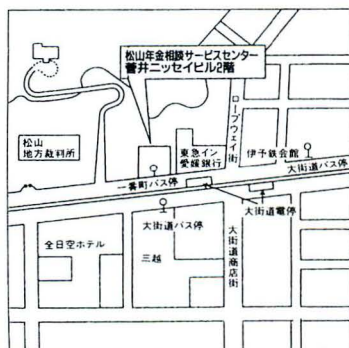 松山年金相談サービスセンター
菅井ニッセイビル2階
ロープウェイ街
松山
地方裁判所
東急イン
愛媛銀行
伊予鉄会館
大街道バス停
一番町バス停
大街道バス停
大街道電停
全日空ホテル
三越
大街道商店街